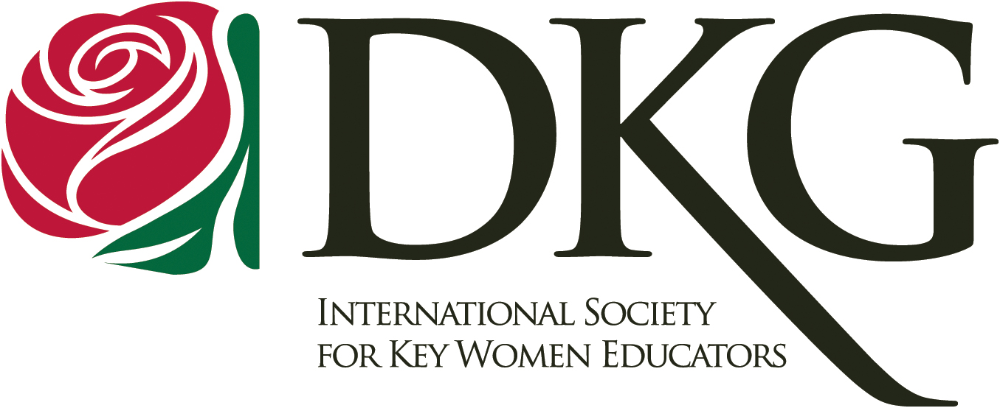 DKG
International Society
for Key Women Educators